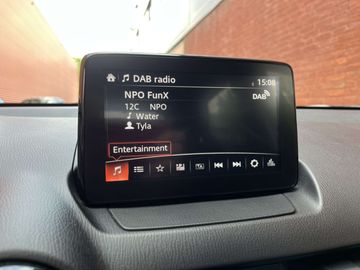 DAB radio 15:08
NPO FunX DAB
12C NPO
Water
Tyla
Entertainment